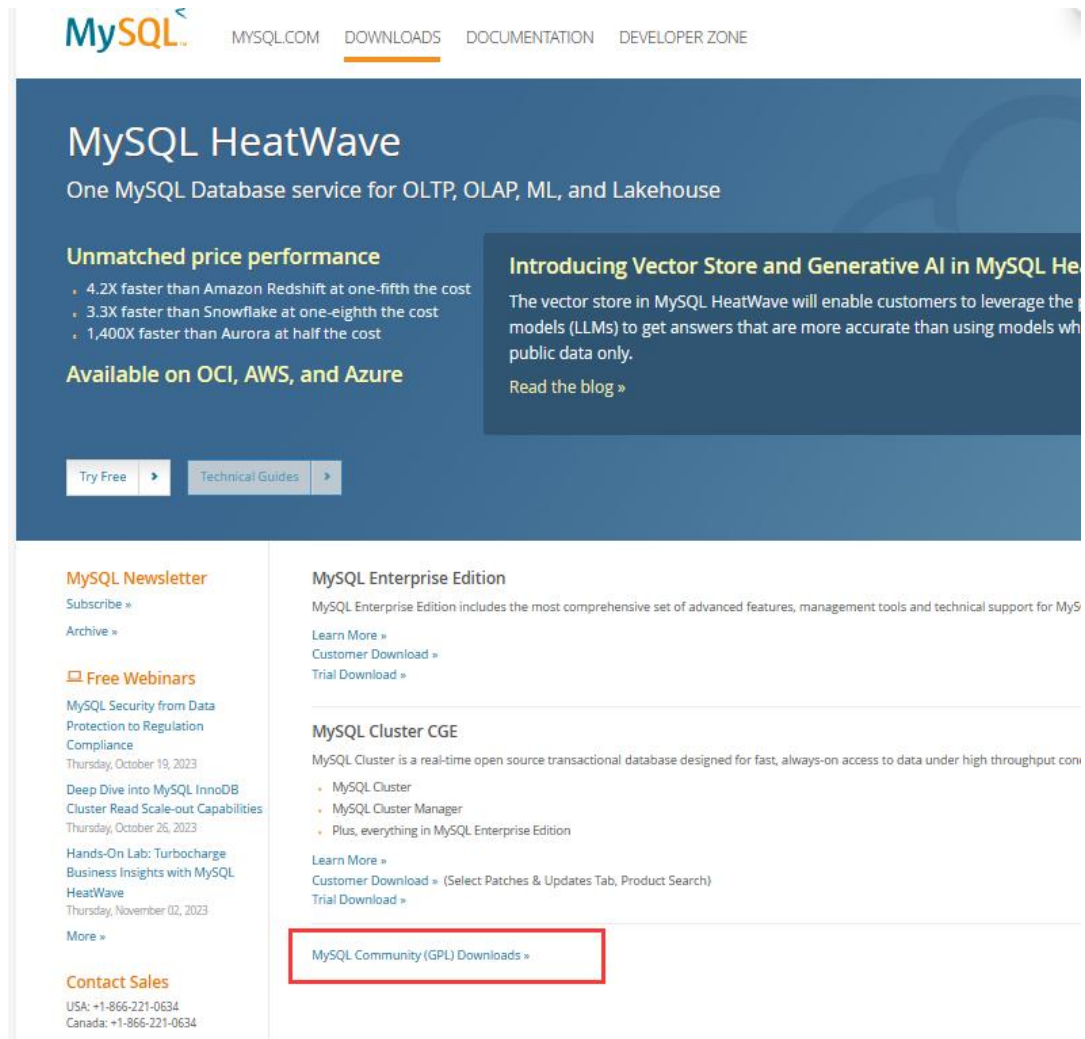 MySQL™
MYSQL.COM DOWNLOADS DOCUMENTATION DEVELOPER ZONE
MySQL HeatWave
One MySQL Database service for OLTP, OLAP, ML, and Lakehouse
Unmatched price performance
4.2X faster than Amazon Redshift at one-fifth the cost
3.3X faster than Snowflake at one-eighth the cost
1,400X faster than Aurora at half the cost
Available on OCI, AWS, and Azure
Introducing Vector Store and Generative AI in MySQL
The vector store in MySQL HeatWave will enable customers to leverage the
models (LLMs) to get answers that are more accurate than using models
public data only.
Read the blog »
Try Free
Technical Guides
MySQL Newsletter
Subscribe »
Archive »
Free Webinars
MySQL Security from Data
Protection to Regulation
Compliance
Thursday, October 19, 2023
Deep Dive into MySQL InnoDB
Cluster Read Scale-out Capabilities
Thursday, October 26, 2023
Hands-On Lab: Turbocharge
Business Insights with MySQL
HeatWave
Thursday, November 02, 2023
More »
Contact Sales
USA: +1-866-221-0634
Canada: +1-866-221-0634
MySQL Enterprise Edition
MySQL Enterprise Edition includes the most comprehensive set of advanced features, management tools and technical support for
Learn More »
Customer Download »
Trial Download »
MySQL Cluster CGE
MySQL Cluster is a real-time open source transactional database designed for fast, always-on access to data under high throughput
MySQL Cluster
MySQL Cluster Manager
Plus, everything in MySQL Enterprise Edition
Learn More »
Customer Download » (Select Patches & Updates Tab, Product Search)
Trial Download »
MySQL Community (GPL) Downloads »